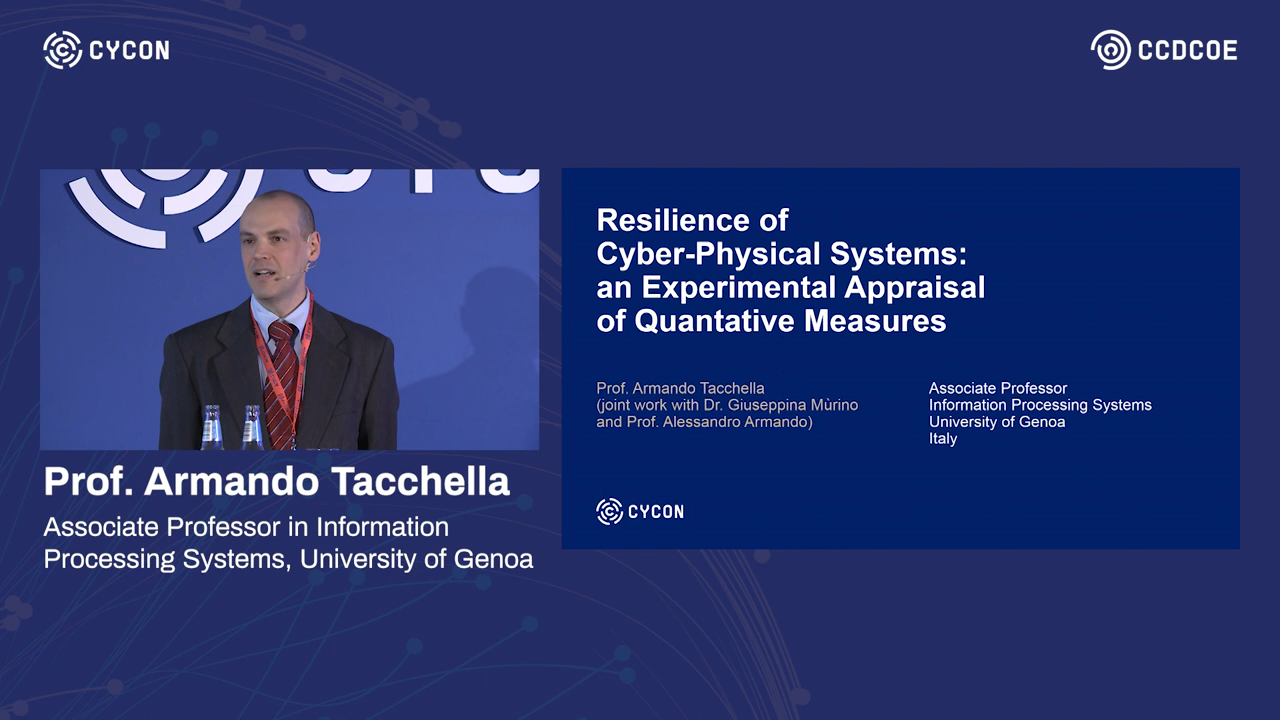 CYCON
CCDCOE
Resilience of
Cyber-Physical Systems:
an Experimental Appraisal
of Quantative Measures
Prof. Armando Tacchella
(joint work with Dr. Giuseppina Mùrino
and Prof. Alessandro Armando)
Associate Professor
Information Processing Systems
University of Genoa
Italy
CYCON
Prof. Armando Tacchella
Associate Professor in Information
Processing Systems, University of Genoa